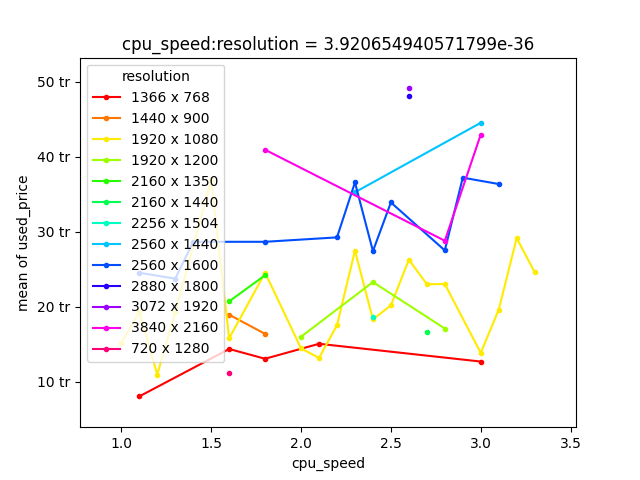 cpu_speed:resolution = 3.920654940571799e-36
resolution
1366 x 768
1440 x 900
1920 x 1080
1920 x 1200
2160 x 1350
2160 x 1440
2256 x 1504
2560 x 1440
2560 x 1600
2880 x 1800
3072 x 1920
3840 x 2160
720 x 1280
50 tr
40 tr
30 tr
20 tr
10 tr
mean of used_price
1.0
1.5
2.0
2.5
3.0
3.5
cpu_speed